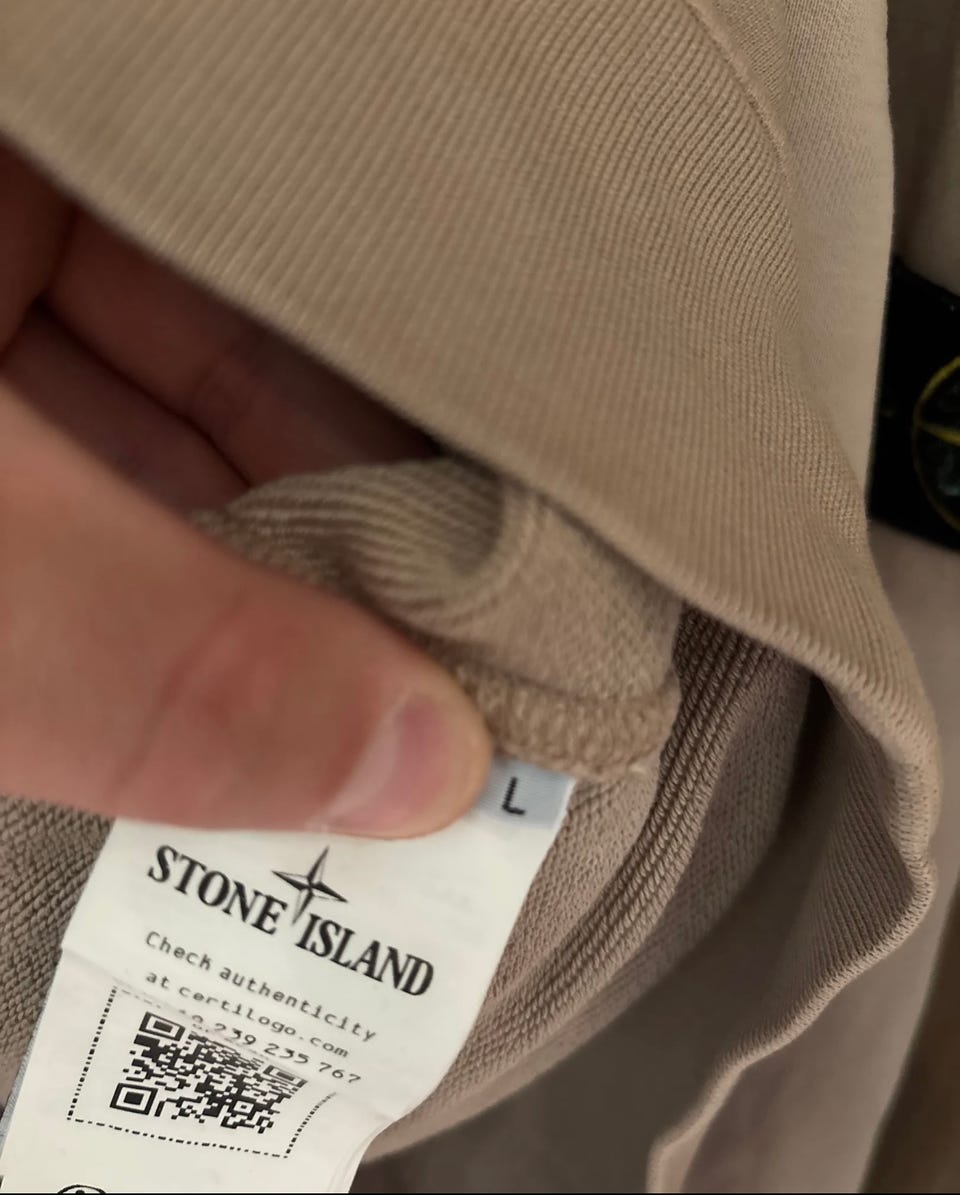 L
STONE ISLAND
Check authenticity
at certilogo.com
239 235 767